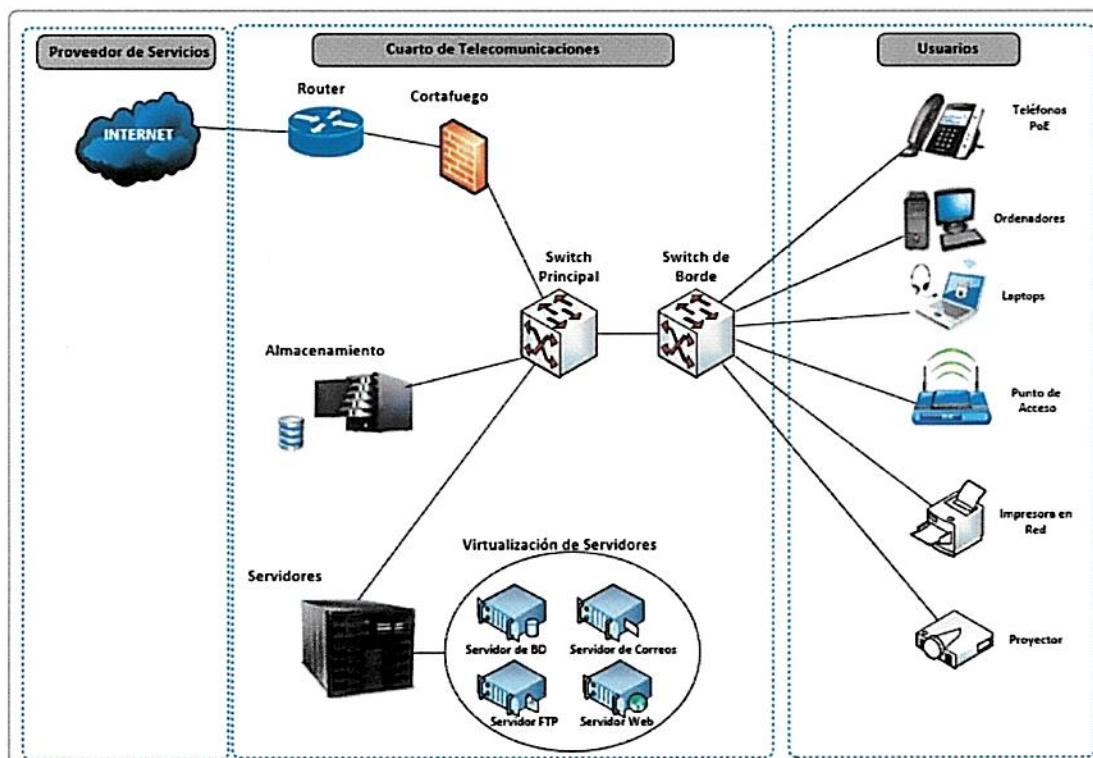 Proveedor de Servicios
Cuarto de Telecomunicaciones
Usuarios
INTERNET
Router
Cortafuego
Switch
Principal
Switch de
Borde
Almacenamiento
Servidores
Virtualización de Servidores
Servidor de BD
Servidor de Correos
Servidor FTP
Servidor Web
Teléfonos
PoE
Ordenadores
Laptops
Punto de
Acceso
Impresora en
Red
Proyector